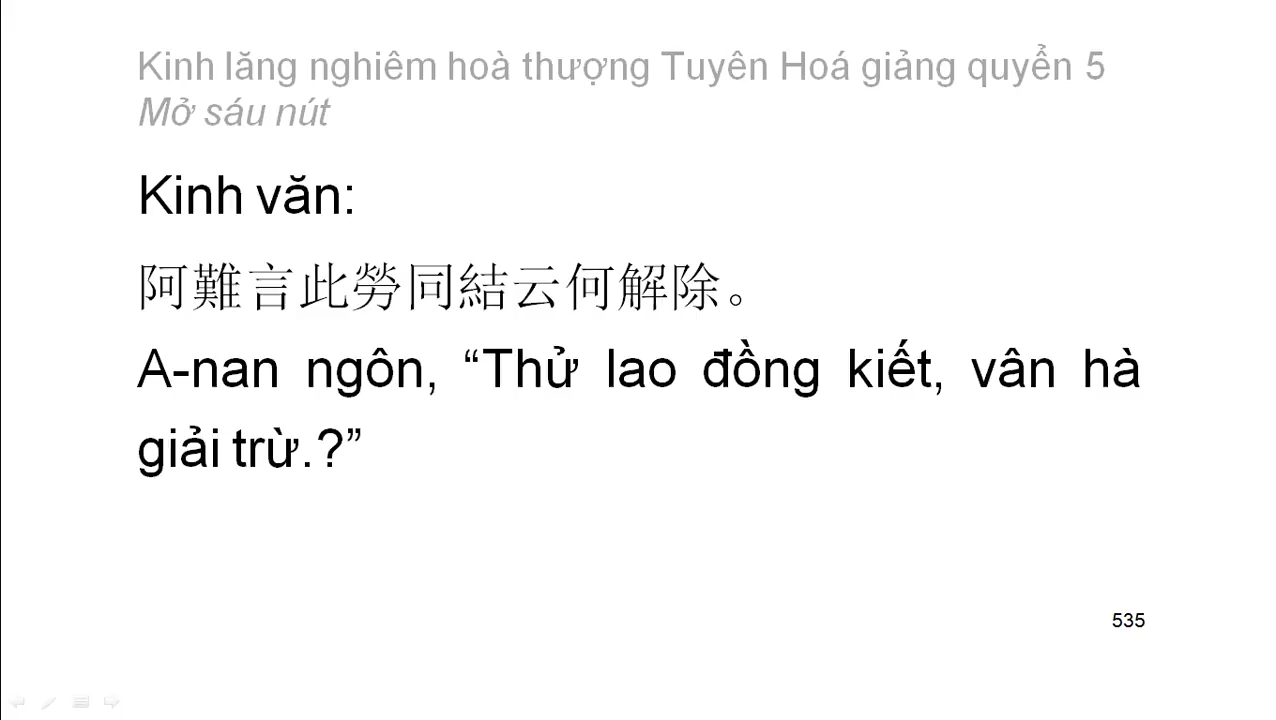 Kinh lăng nghiêm hoà thượng Tuyên Hoá giảng quyển 5
Mở sáu nút
Kinh văn:
阿難言此勞同結云何解除。
A-nan ngôn, “Thử lao đồng kiết, vân hà
giải trừ.?”
535